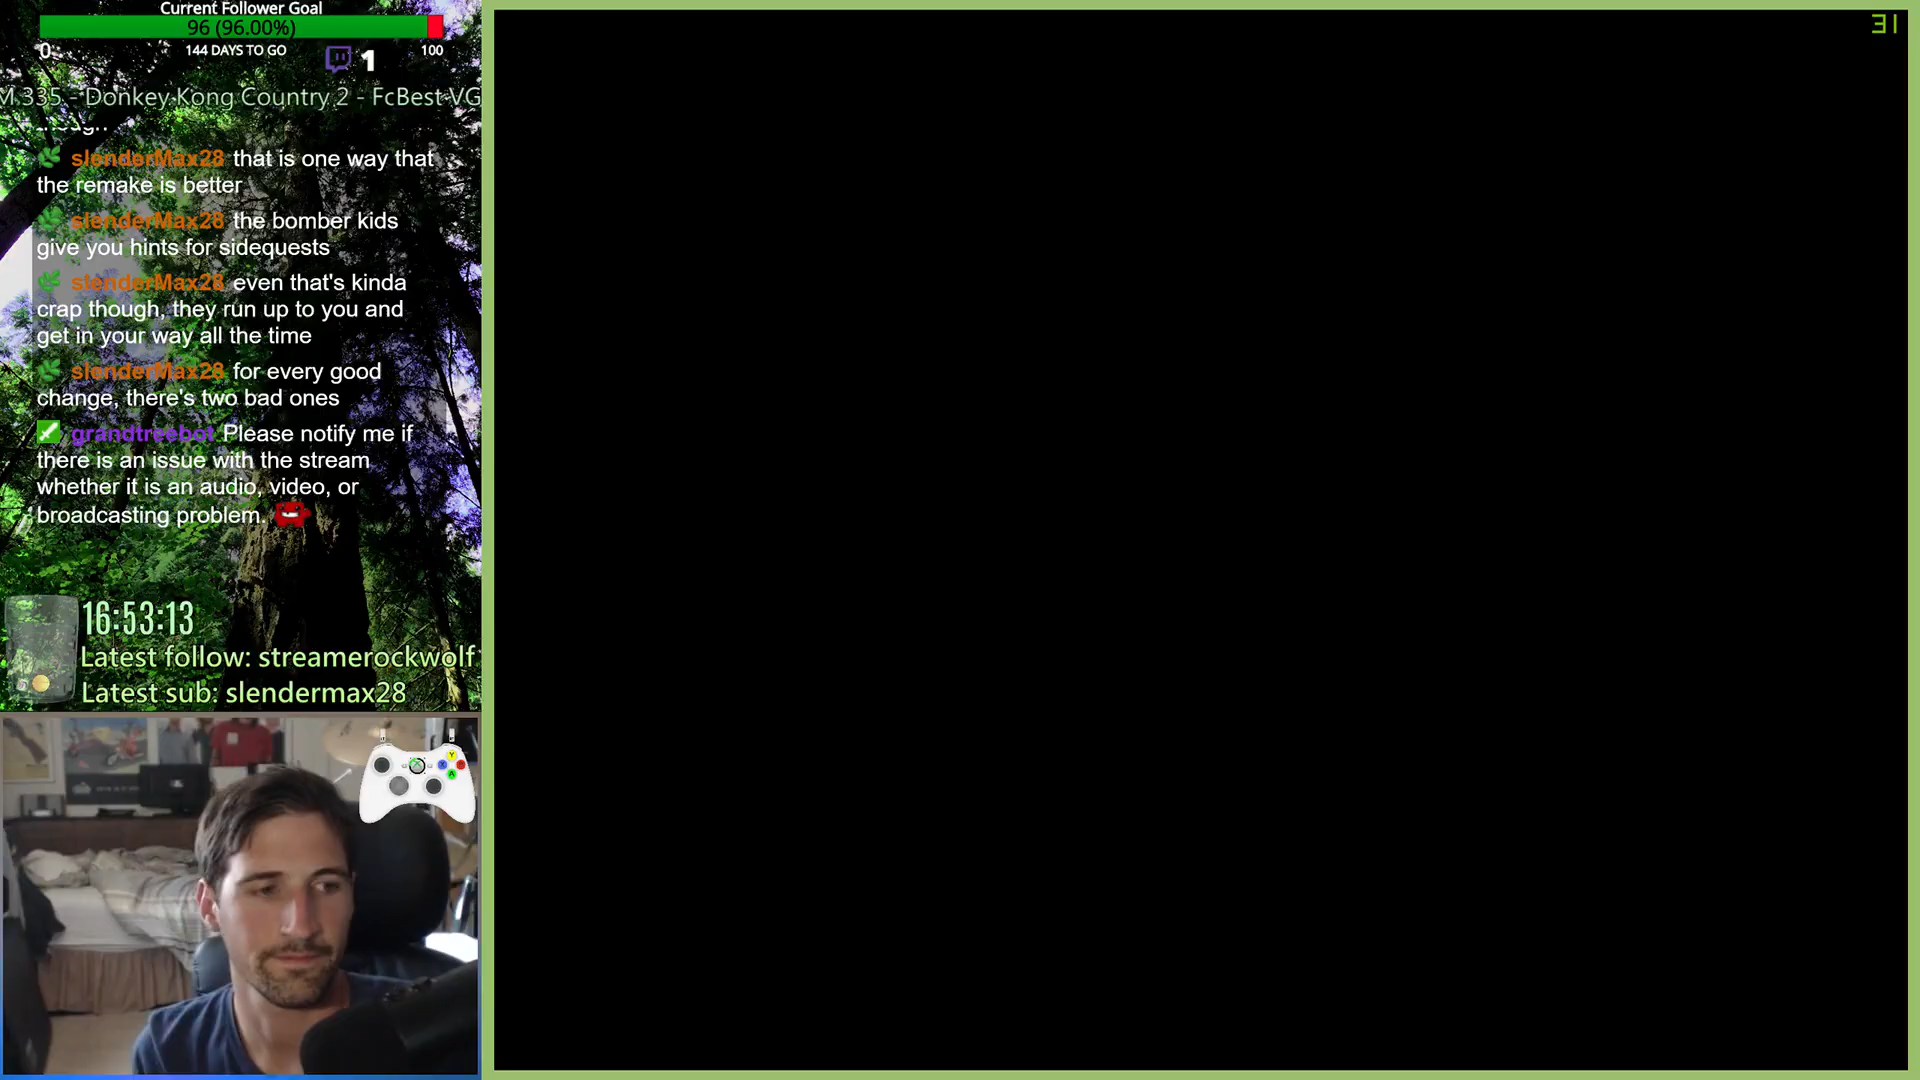 Current Follower Goal
96 (96.00%)
0
144 DAYS TO GO
100
1
M 335 - Donkey Kong Country 2 - FcBest VG
slenderMax28 that is one way that
the remake is better
slenderMax28 the bomber kids
give you hints for sidequests
slenderMax28 even that's kinda
crap though, they run up to you and
get in your way all the time
slenderMax28 for every good
change, there's two bad ones
grandtreebot Please notify me if
there is an issue with the stream
whether it is an audio, video, or
broadcasting problem.
16:53:13
Latest follow: streamerockwolf
Latest sub: slendermax28
31
Y
X
A